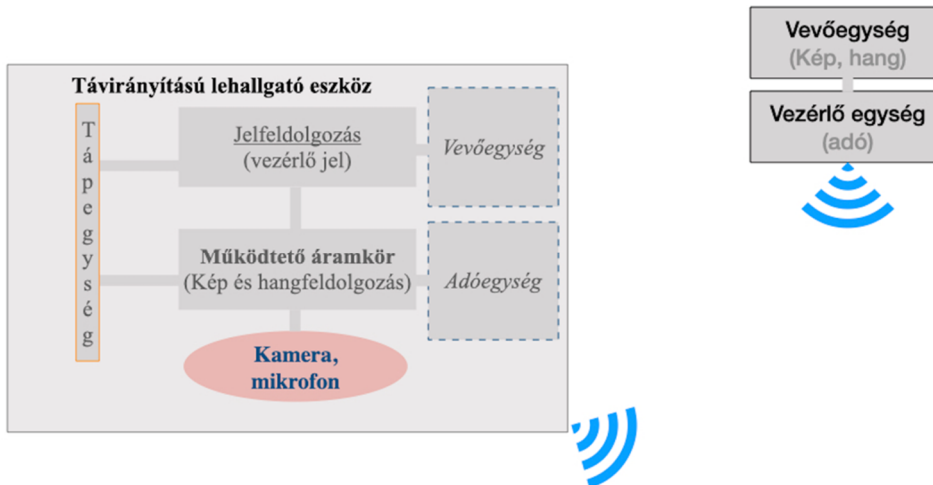 Vevőegység
(Kép, hang)
Vezérlő egység
(adó)
Távirányítású lehallgató eszköz
Tápegység
Jelfeldolgozás
(vezérlő jel)
Vevőegység
Működtető áramkör
(Kép és hangfeldolgozás)
Adóegység
Kamera,
mikrofon